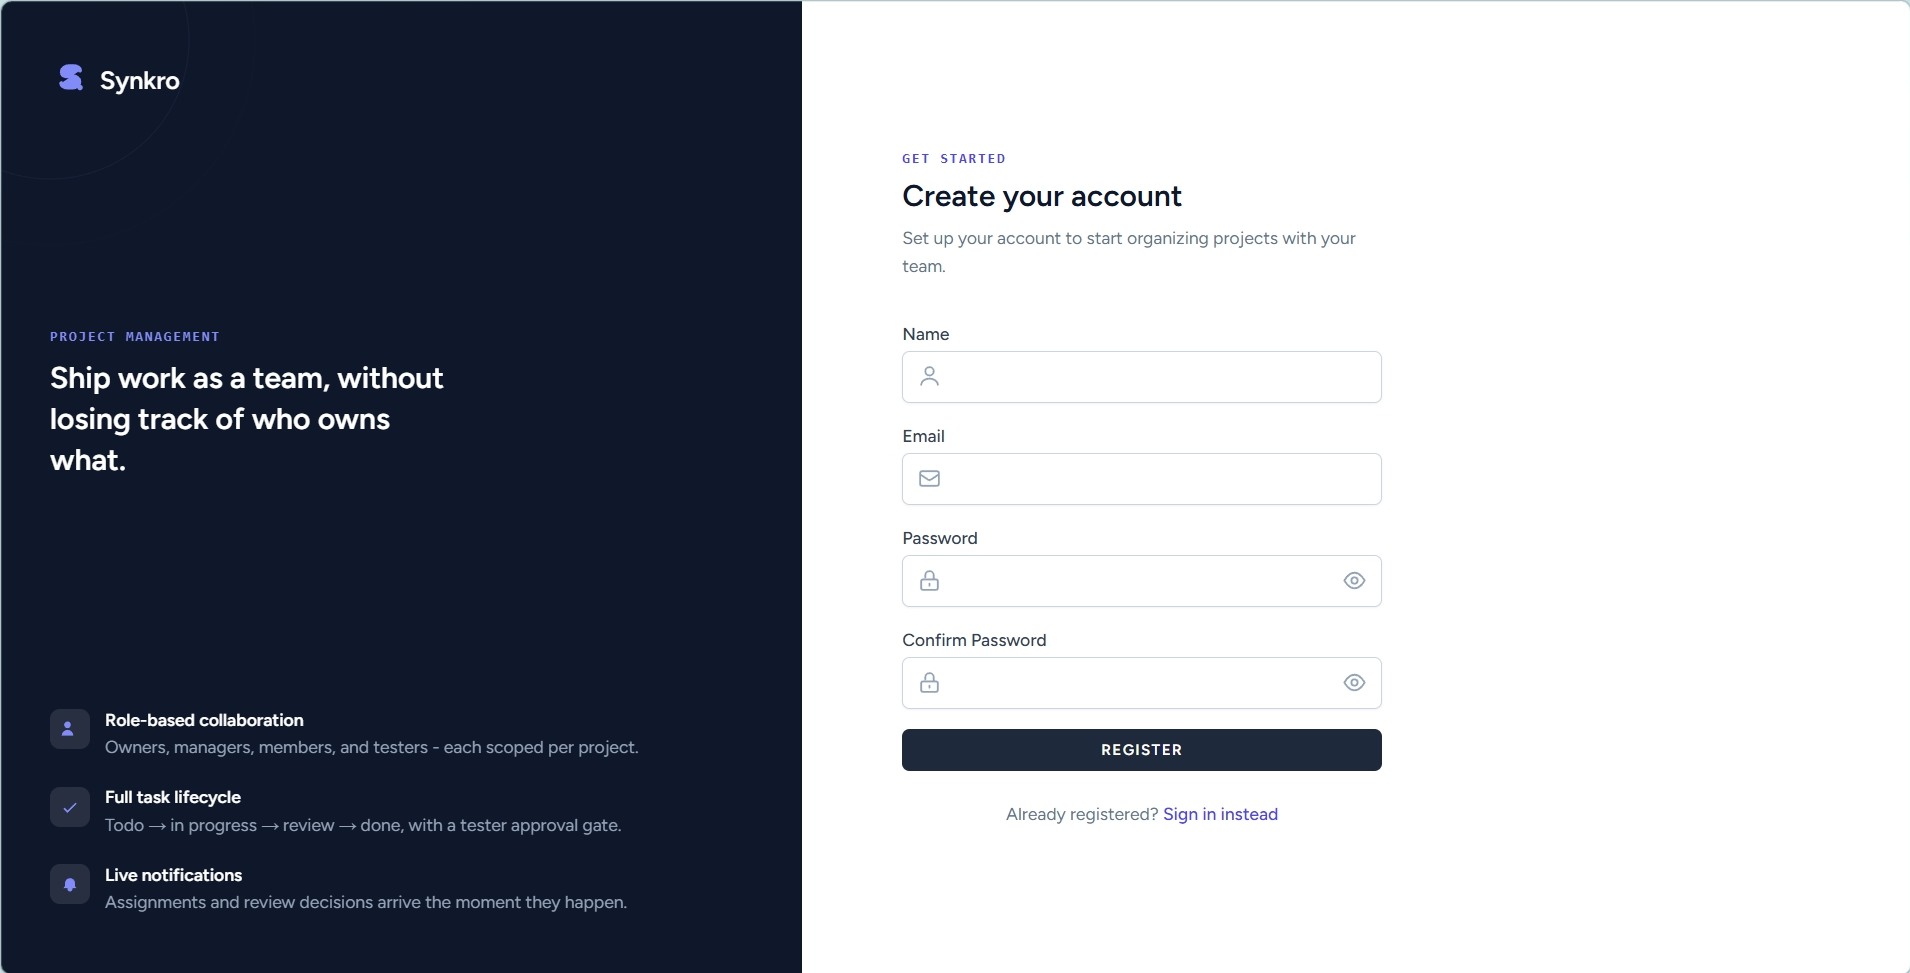 Synkro
PROJECT MANAGEMENT
Ship work as a team, without
losing track of who owns
what.
Role-based collaboration
Owners, managers, members, and testers - each scoped per project.
Full task lifecycle
Todo → in progress → review → done, with a tester approval gate.
Live notifications
Assignments and review decisions arrive the moment they happen.
GET STARTED
Create your account
Set up your account to start organizing projects with your
team.
Name
Email
Password
Confirm Password
REGISTER
Already registered? Sign in instead